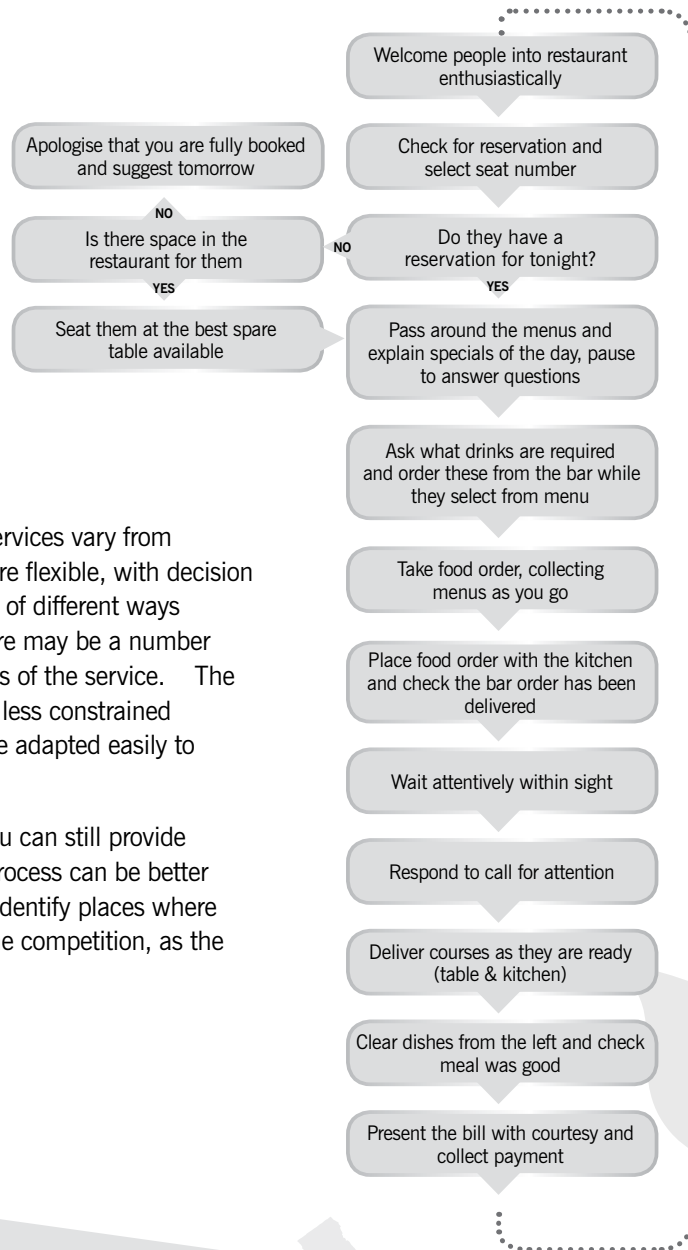 Welcome people into restaurant
enthusiastically
Check for reservation and
select seat number
Do they have a
reservation for tonight?
NO
YES
Is there space in the
restaurant for them
NO
Apologise that you are fully booked
and suggest tomorrow
YES
Seat them at the best spare
table available
Pass around the menus and
explain specials of the day, pause
to answer questions
Ask what drinks are required
and order these from the bar while
they select from menu
Take food order, collecting
menus as you go
Place food order with the kitchen
and check the bar order has been
delivered
Wait attentively within sight
Respond to call for attention
Deliver courses as they are ready
(table & kitchen)
Clear dishes from the left and check
meal was good
Present the bill with courtesy and
collect payment
ervices vary from
re flexible, with decision
of different ways
re may be a number
s of the service. The
less constrained
e adapted easily to
u can still provide
rocess can be better
dentify places where
e competition, as the